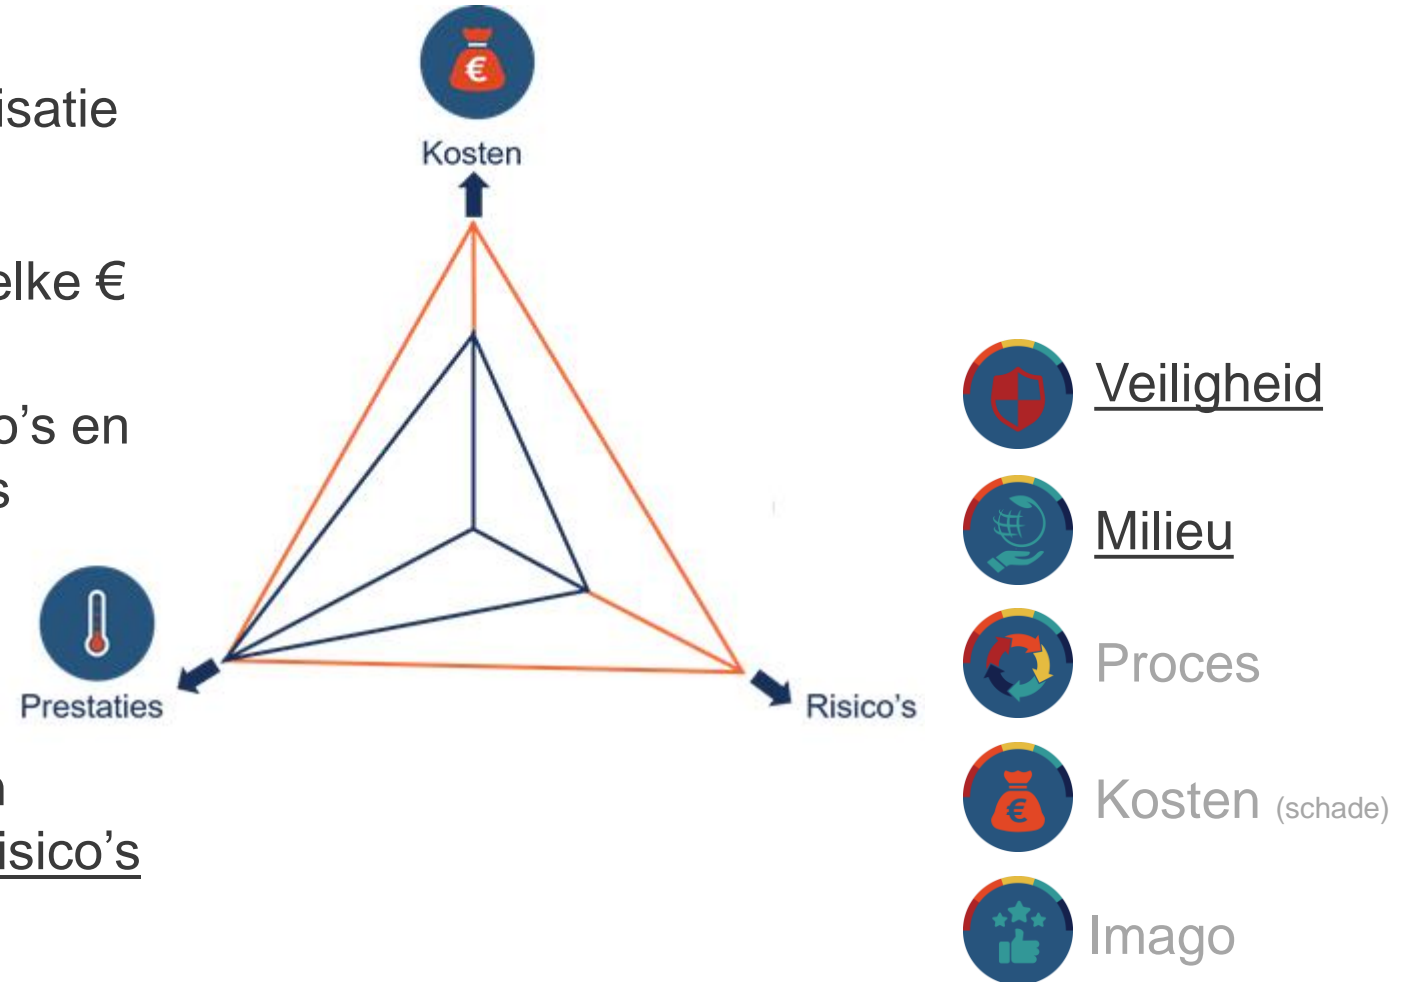 isatie
elke €
o’s en
s
n
isico’s
€
Kosten
Prestaties
Risico’s
Veiligheid
Milieu
Proces
€
Kosten (schade)
Imago